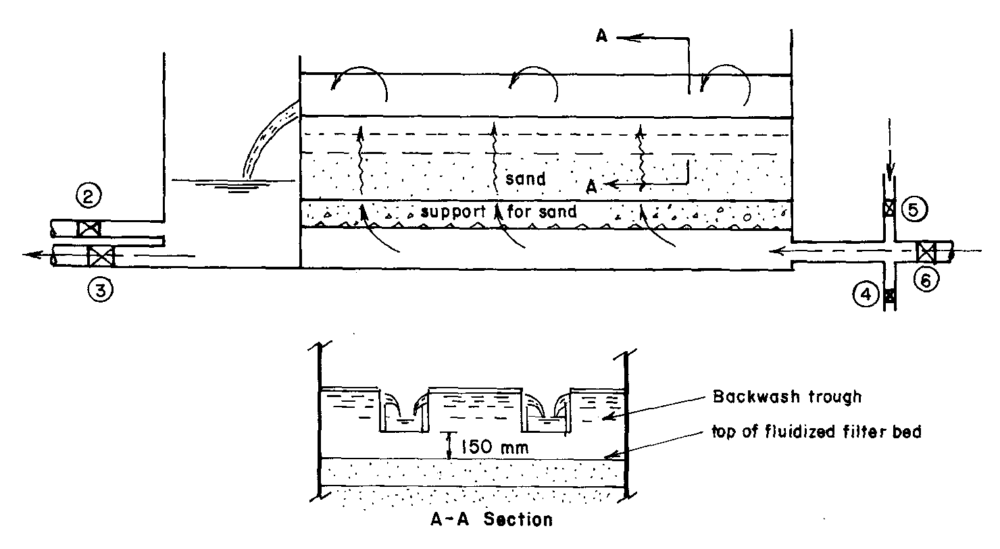 A
sand
A
support for sand
2
3
5
6
4
Backwash trough
top of fluidized filter bed
150 mm
A-A Section